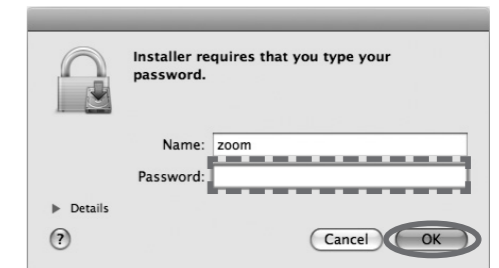 Installer requires that you type your
password.
Name: zoom
Password:
Details
?
Cancel OK